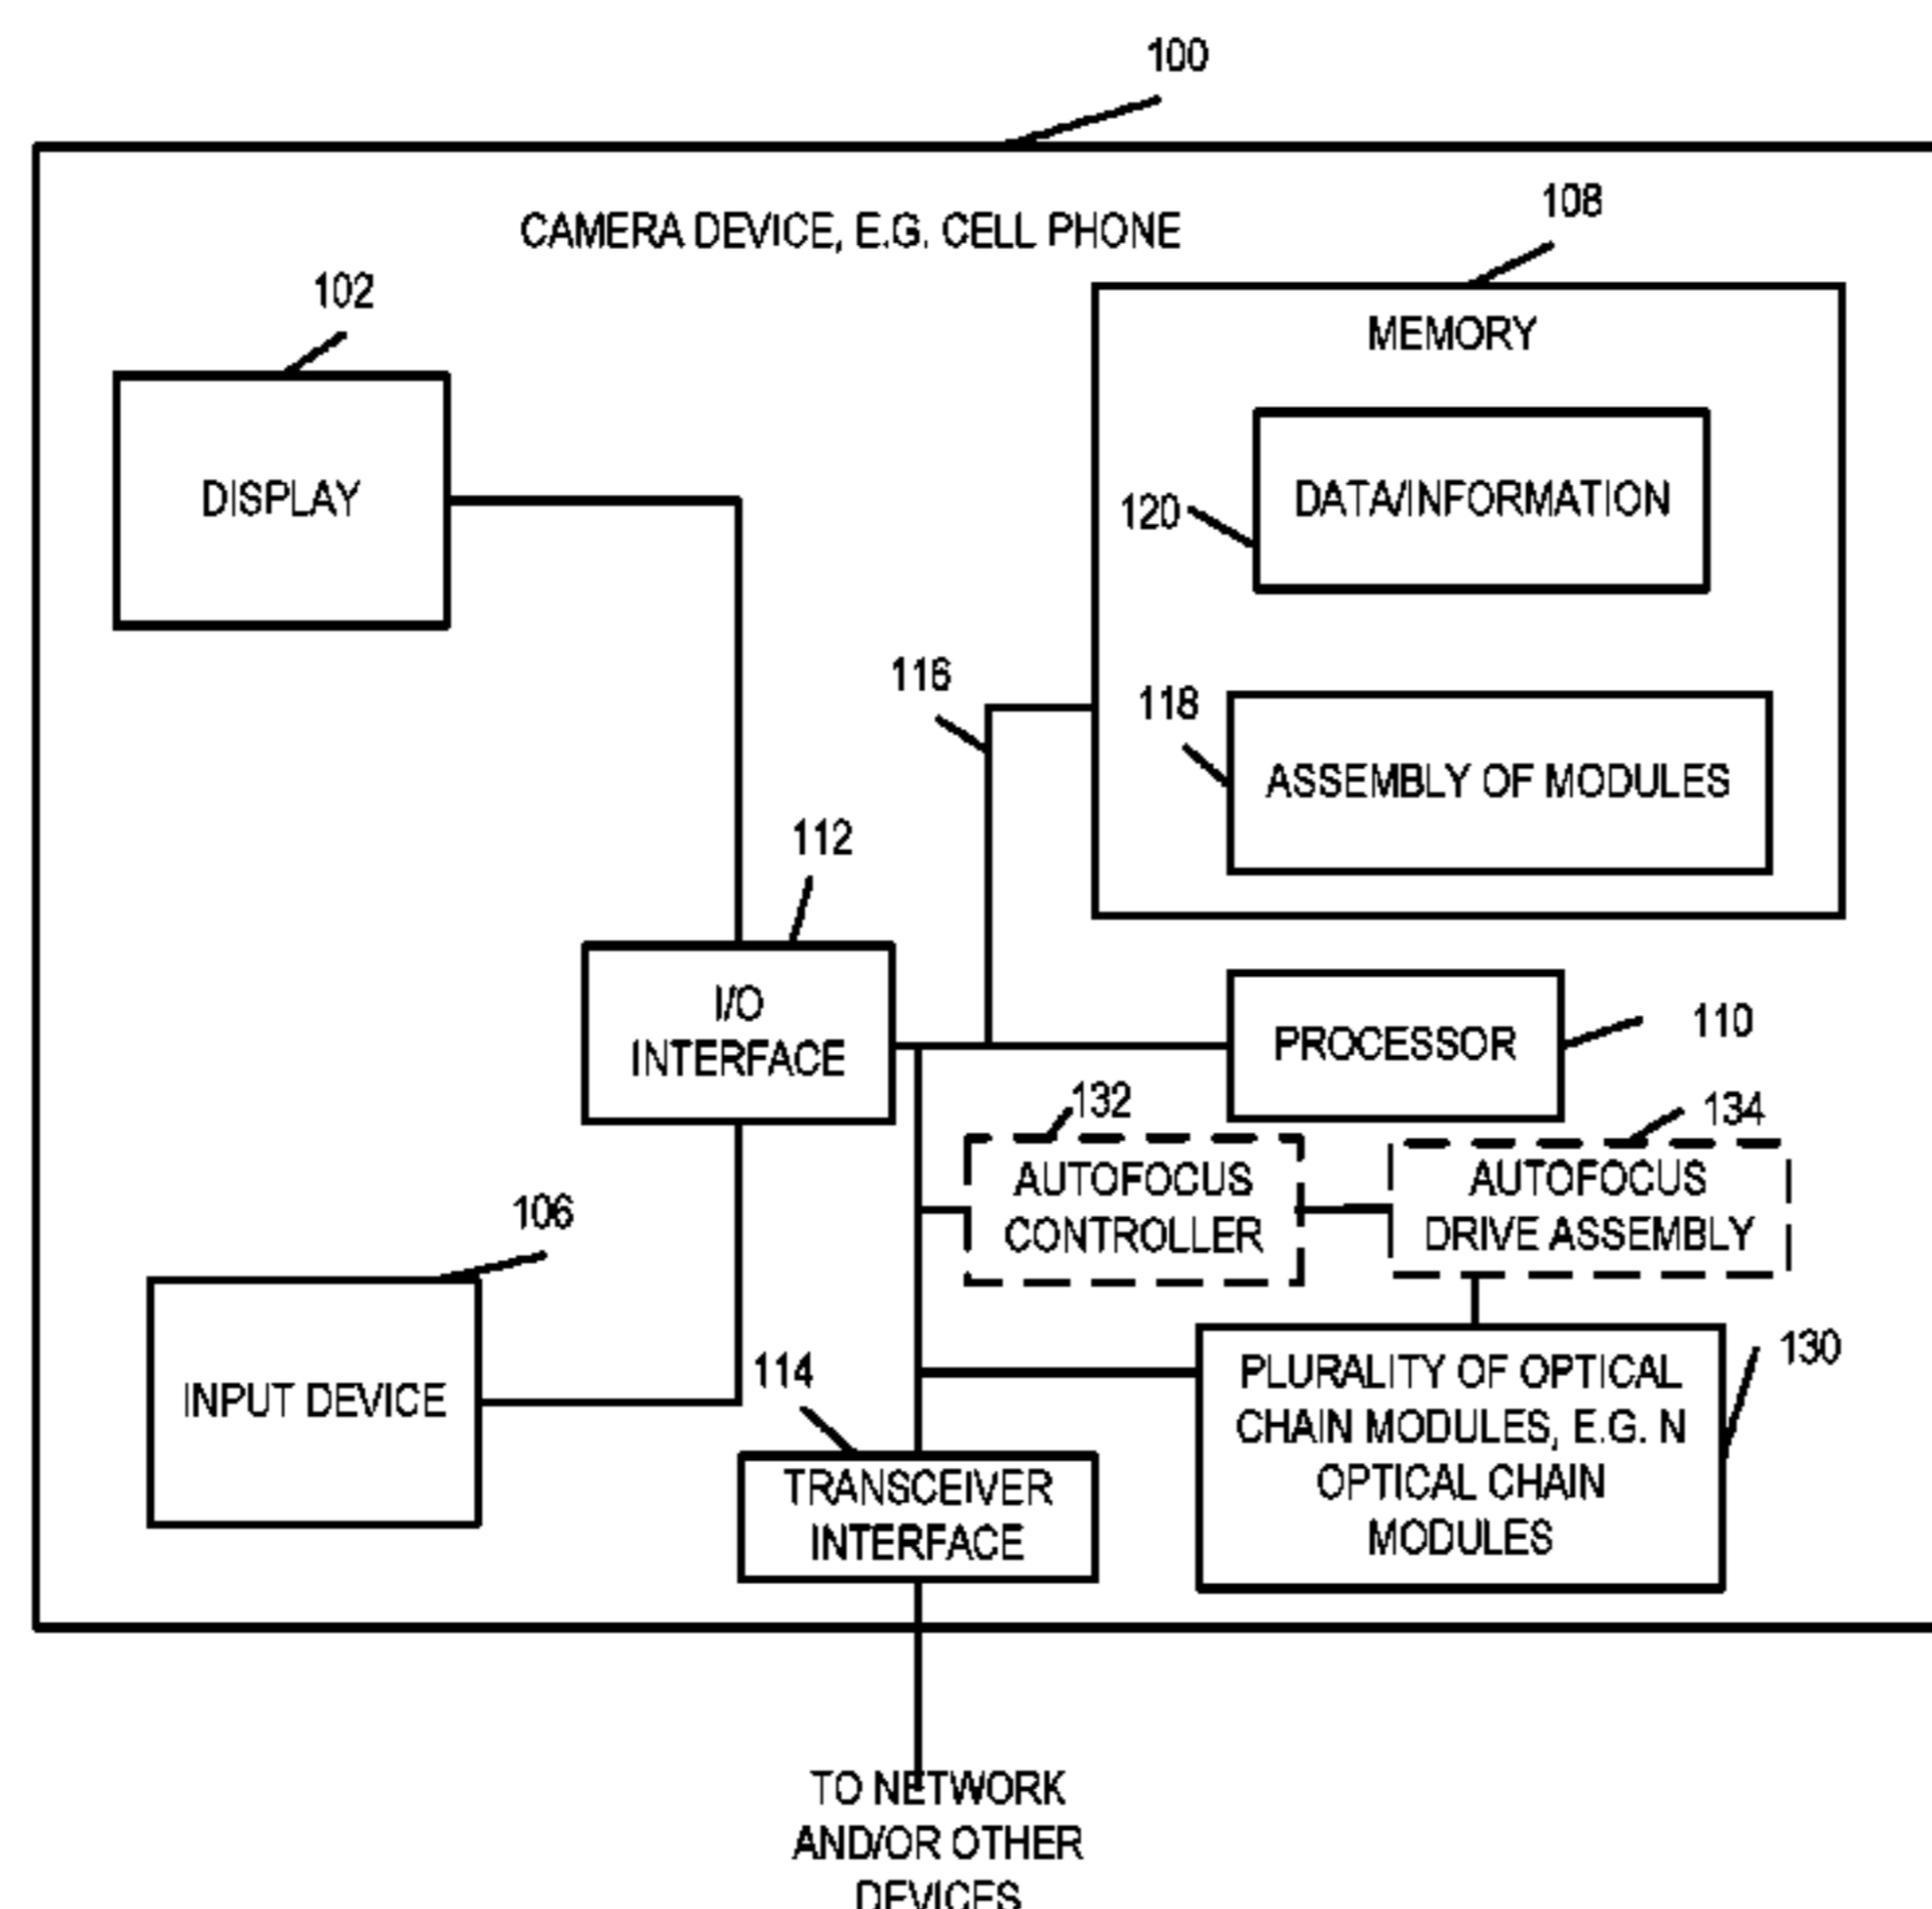 100
CAMERA DEVICE, E.G. CELL PHONE
108
102
MEMORY
DISPLAY
120
DATA/INFORMATION
116
118
ASSEMBLY OF MODULES
112
I/O
INTERFACE
PROCESSOR
110
132
134
AUTOFOCUS
CONTROLLER
AUTOFOCUS
DRIVE ASSEMBLY
106
INPUT DEVICE
114
TRANSCEIVER
INTERFACE
130
PLURALITY OF OPTICAL
CHAIN MODULES, E.G. N
OPTICAL CHAIN
MODULES
TO NETWORK
AND/OR OTHER
DEVICES